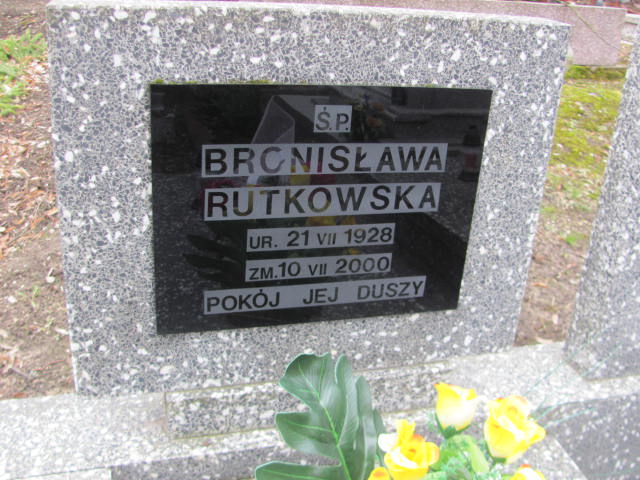 Ś.P.
BRONISŁAWA
RUTKOWSKA
UR. 21 VII 1928
ZM. 10 VII 2000
POKÓJ JEJ DUSZY